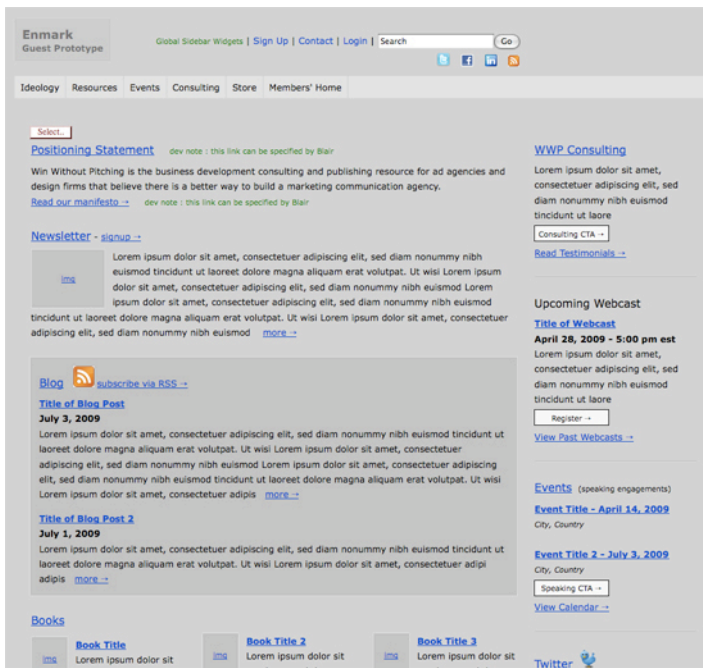 Enmark
Guest Prototype
Global Sidebar Widgets | Sign Up | Contact | Login | Search Go
Ideology Resources Events Consulting Store Members' Home
Select..
Positioning Statement dev note : this link can be specified by Blair
Win Without Pitching is the business development consulting and publishing resource for ad agencies and
design firms that believe there is a better way to build a marketing communication agency.
Read our manifesto → dev note : this link can be specified by Blair
Newsletter - signup →
img
Lorem ipsum dolor sit amet, consectetuer adipiscing elit, sed diam nonummy nibh
euismod tincidunt ut laoreet dolore magna aliquam erat volutpat. Ut wisi Lorem ipsum
dolor sit amet, consectetuer adipiscing elit, sed diam nonummy nibh Lorem ipsum
ipsum dolor sit amet, consectetuer adipiscing elit, sed diam nonummy nibh euismod
tincidunt ut laoreet dolore magna aliquam erat volutpat. Ut wisi Lorem ipsum dolor sit amet, consectetuer
adipiscing elit, sed diam nonummy nibh euismod more →
Blog subscribe via RSS →
Title of Blog Post
July 3, 2009
Lorem ipsum dolor sit amet, consectetuer adipiscing elit, sed diam nonummy nibh euismod tincidunt ut
laoreet dolore magna aliquam erat volutpat. Ut wisi Lorem ipsum dolor sit amet, consectetuer
adipiscing elit, sed diam nonummy nibh euismod Lorem ipsum dolor sit amet, consectetuer adipiscing
elit, sed diam nonummy nibh euismod tincidunt ut laoreet dolore magna aliquam erat volutpat. Ut wisi
Lorem ipsum dolor sit amet, consectetuer adipis more →
Title of Blog Post 2
July 1, 2009
Lorem ipsum dolor sit amet, consectetuer adipiscing elit, sed diam nonummy nibh euismod tincidunt ut
laoreet dolore magna aliquam erat volutpat. Ut wisi Lorem ipsum dolor sit amet, consectetuer adipi
adipis more →
Books
img
Book Title
Lorem ipsum dolor sit
img
Book Title 2
Lorem ipsum dolor sit
img
Book Title 3
Lorem ipsum dolor sit
WWP Consulting
Lorem ipsum dolor sit amet,
consectetuer adipiscing elit, sed
diam nonummy nibh euismod
tincidunt ut laore
Consulting CTA →
Read Testimonials →
Upcoming Webcast
Title of Webcast
April 28, 2009 - 5:00 pm est
Lorem ipsum dolor sit amet,
consectetuer adipiscing elit, sed
diam nonummy nibh euismod
tincidunt ut laore
Register →
View Past Webcasts →
Events (speaking engagements)
Event Title - April 14, 2009
City, Country
Event Title 2 - July 3, 2009
City, Country
Speaking CTA →
View Calendar →
Twitter